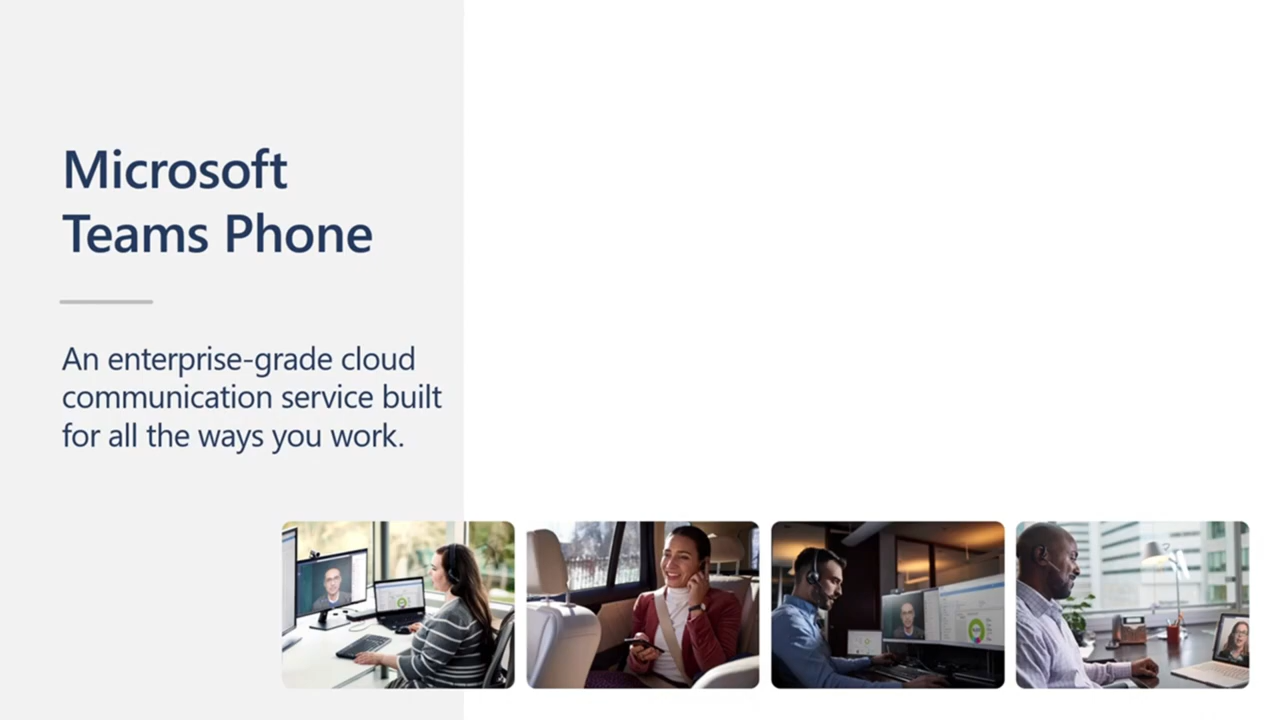 Microsoft
Teams Phone
An enterprise-grade cloud
communication service built
for all the ways you work.